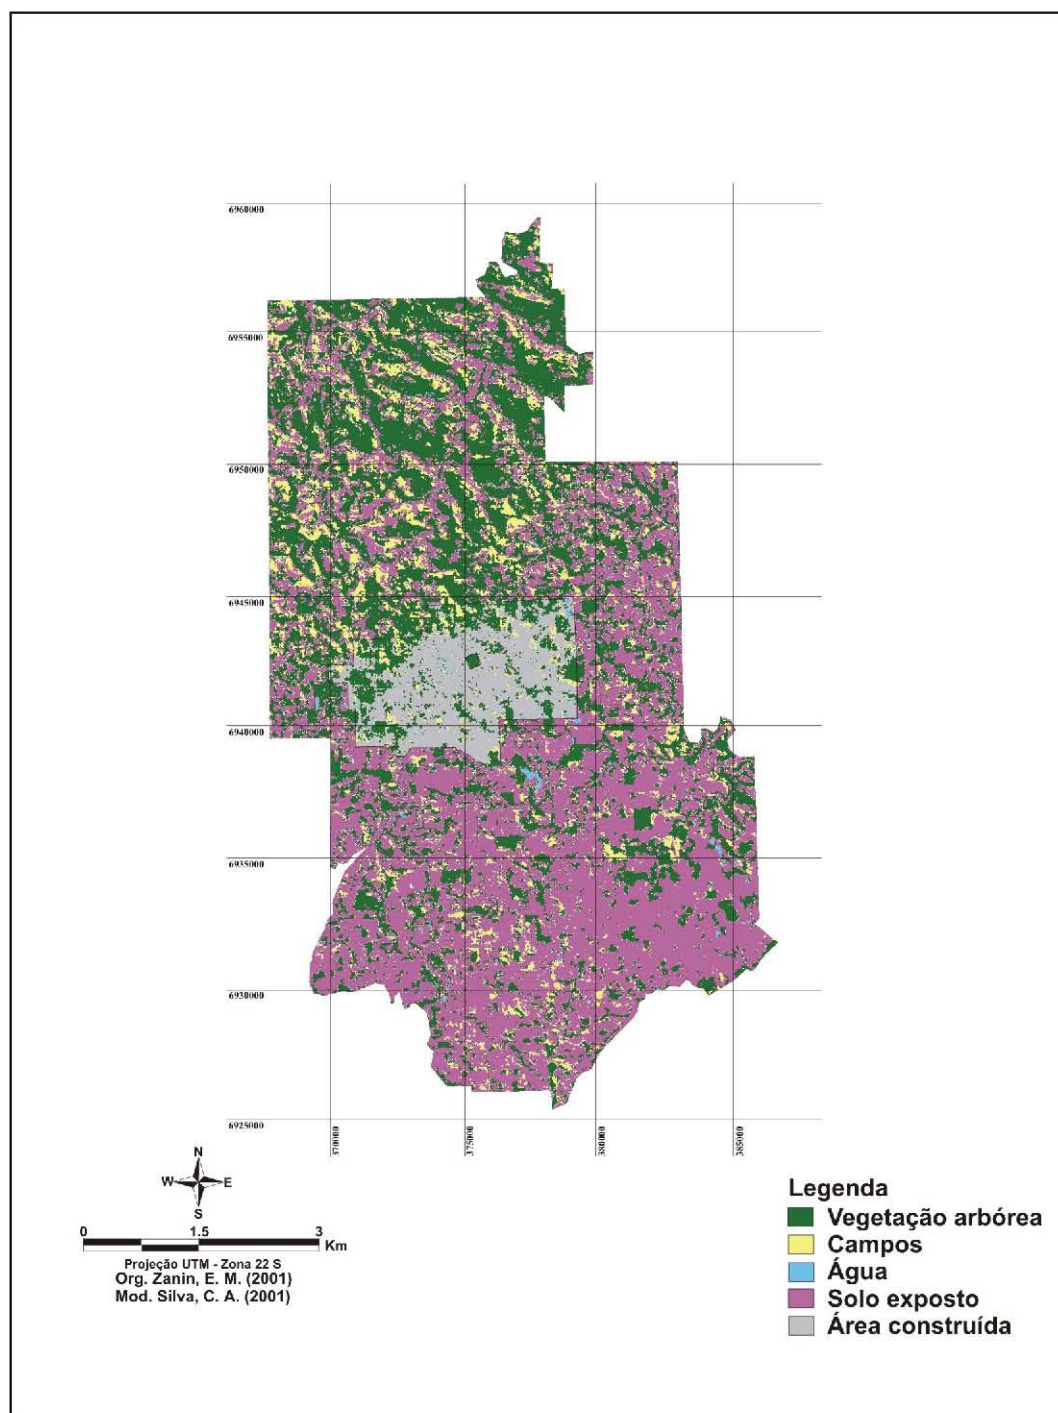 6960000
6955000
6950000
6945000
6940000
6935000
6930000
6925000
370000
375000
380000
385000
N
W
E
S
0
1.5
3
Km
Projeção UTM - Zona 22 S
Org. Zanin, E. M. (2001)
Mod. Silva, C. A. (2001)
Legenda
Vegetação arbórea
Campos
Água
Solo exposto
Área construída